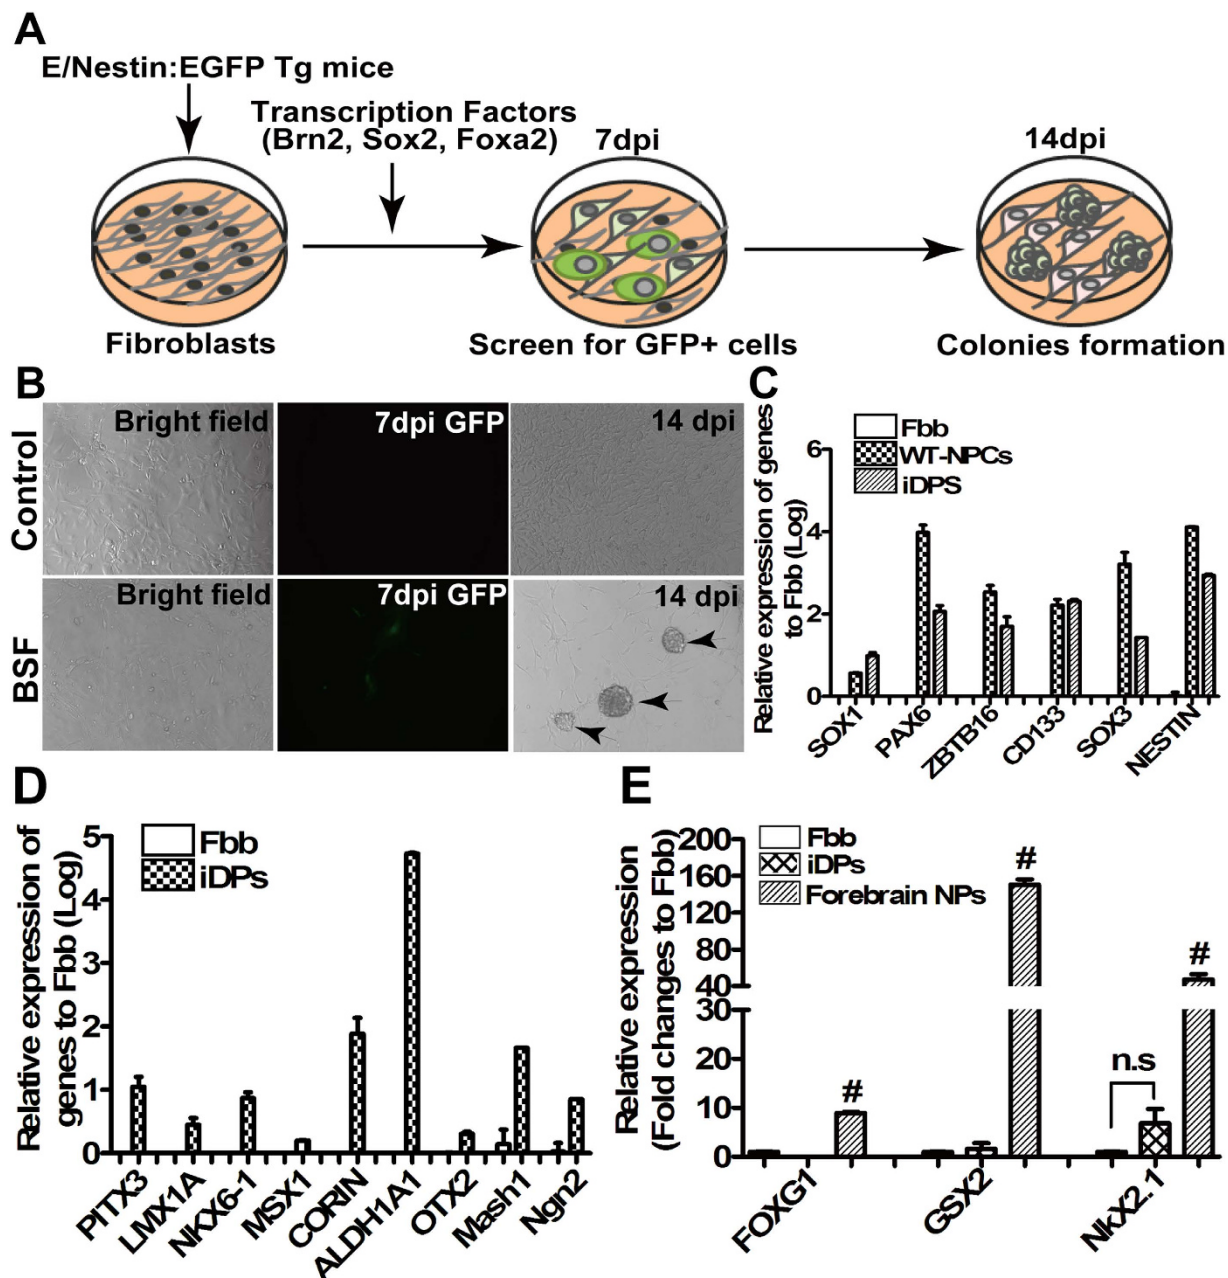 A
E/Nestin:EGFP Tg mice
Transcription Factors
(Brn2, Sox2, Foxa2)
7dpi
14dpi
Fibroblasts
Screen for GFP+ cells
Colonies formation
B
Control
Bright field
7dpi GFP
14 dpi
BSF
Bright field
7dpi GFP
14 dpi
C
Relative expression of genes
to Fbb (Log)
Fbb
WT-NPCs
iDPS
6
4
2
0
SOX1
PAX6
ZBTB16
CD133
SOX3
NESTIN
D
Relative expression of
genes to Fbb (Log)
Fbb
iDPs
5
4
3
2
1
0
PITX3
LMX1A
NKX6-1
MSX1
CORIN
ALDH1A1
OTX2
Mash1
Ngn2
E
Relative expression
(Fold changes to Fbb)
Fbb
iDPs
Forebrain NPs
200
160
120
80
40
30
20
10
0
#
#
n.s
#
FOXG1
GSX2
NkX2.1